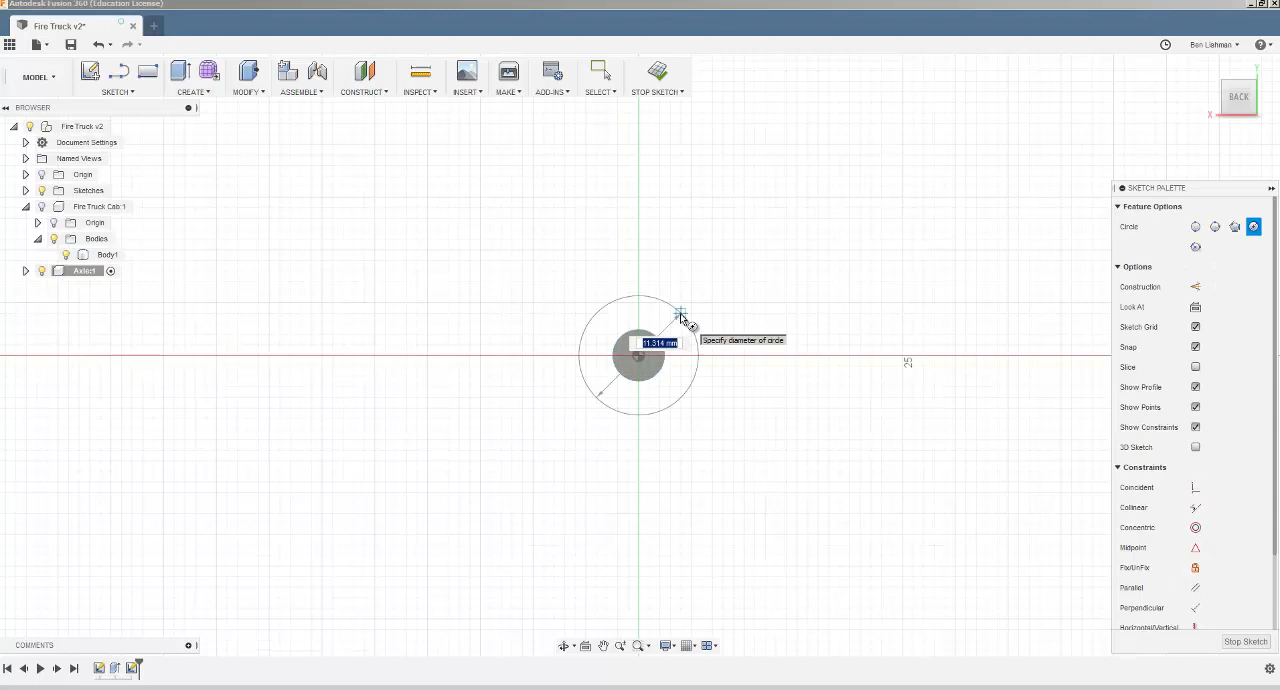 Autodesk Fusion 360 (Education License)
Fire Truck v2*
Ben Lishman
MODEL
SKETCH
CREATE
MODIFY
ASSEMBLE
CONSTRUCT
INSPECT
INSERT
MAKE
ADD-INS
SELECT
STOP SKETCH
BROWSER
Fire Truck v2
Document Settings
Named Views
Origin
Sketches
Fire Truck Cab:1
Origin
Bodies
Body1
Axle:1
Y
BACK
X
11.314 mm
Specify diameter of circle
25
SKETCH PALETTE
Feature Options
Circle
Options
Construction
Look At
Sketch Grid
Snap
Slice
Show Profile
Show Points
Show Constraints
3D Sketch
Constraints
Coincident
Collinear
Concentric
Midpoint
Fix/UnFix
Parallel
Perpendicular
Horizontal/Vertical
Stop Sketch
COMMENTS